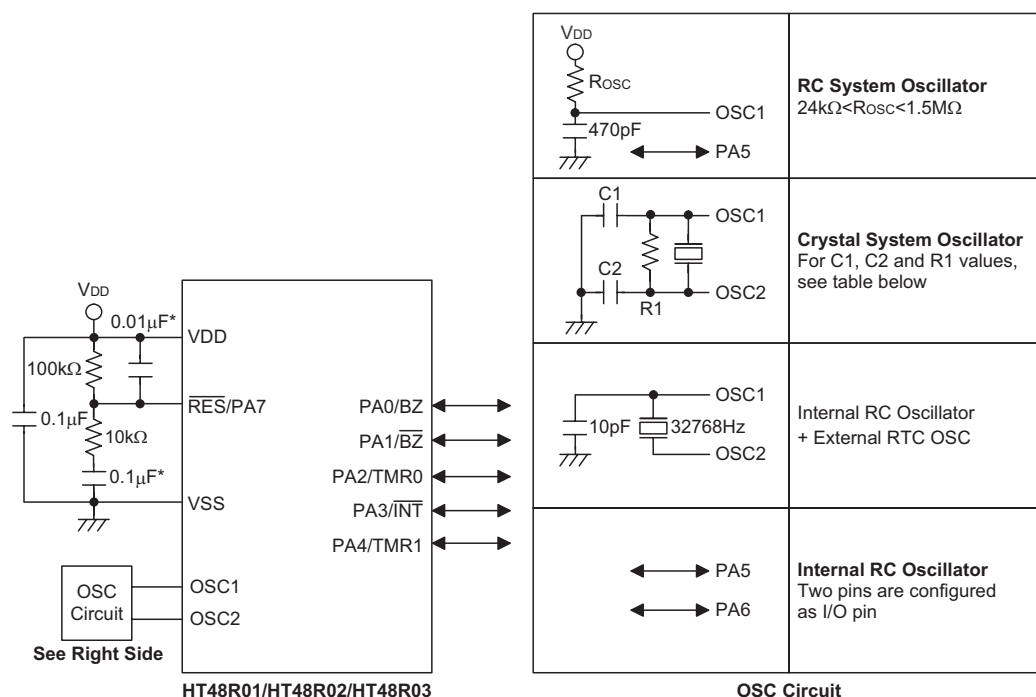 VDD
0.01μF*
VDD
100kΩ
RES/PA7
0.1μF
10kΩ
0.1μF*
VSS
OSC
Circuit
OSC1
OSC2
See Right Side
PA0/BZ
PA1/BZ
PA2/TMR0
PA3/INT
PA4/TMR1
HT48R01/HT48R02/HT48R03
VDD
ROSC
OSC1
470pF
PA5
RC System Oscillator
24kΩ<ROSC<1.5MΩ
C1
OSC1
C2
OSC2
R1
Crystal System Oscillator
For C1, C2 and R1 values,
see table below
OSC1
10pF
32768Hz
OSC2
Internal RC Oscillator
+ External RTC OSC
PA5
PA6
Internal RC Oscillator
Two pins are configured
as I/O pin
OSC Circuit